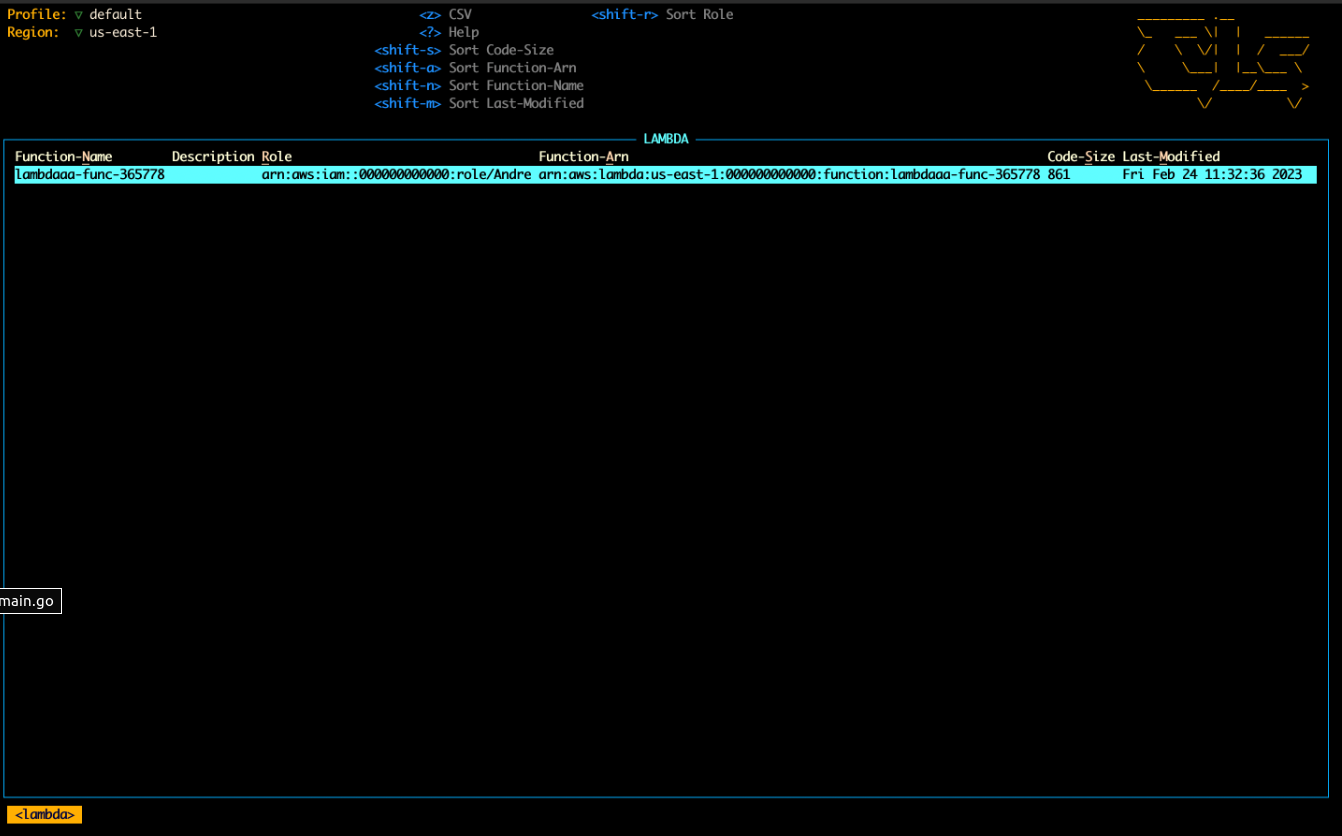 Profile: ▽ default
Region: ▽ us-east-1
<z> CSV
<?> Help
<shift-s> Sort Code-Size
<shift-a> Sort Function-Arn
<shift-n> Sort Function-Name
<shift-m> Sort Last-Modified
<shift-r> Sort Role
LAMBDA
Function-Name Description Role Function-Arn Code-Size Last-Modified
lambdaaa-func-365778 arn:aws:iam::000000000000:role/Andre arn:aws:lambda:us-east-1:000000000000:function:lambdaaa-func-365778 861 Fri Feb 24 11:32:36 2023
main.go
<lambda>